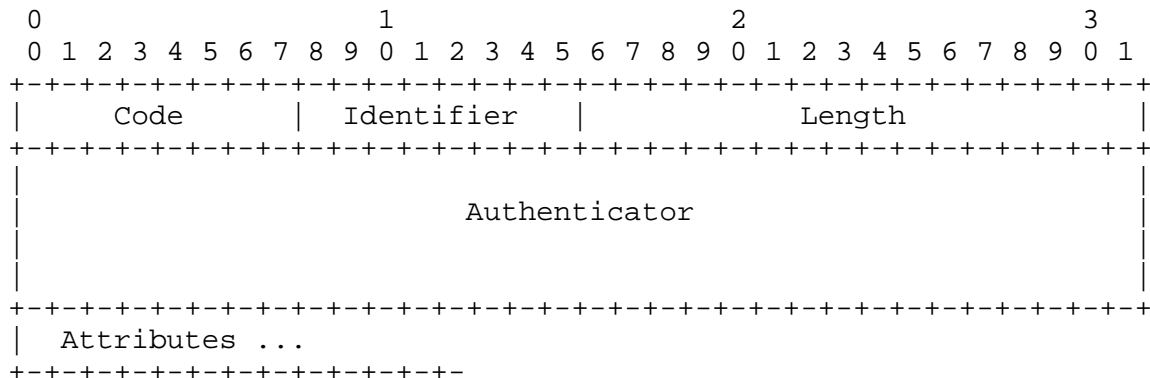 0                   1                   2                   3
 0 1 2 3 4 5 6 7 8 9 0 1 2 3 4 5 6 7 8 9 0 1 2 3 4 5 6 7 8 9 0 1
+-+-+-+-+-+-+-+-+-+-+-+-+-+-+-+-+-+-+-+-+-+-+-+-+-+-+-+-+-+-+-+-+
|     Code      |  Identifier   |            Length             |
+-+-+-+-+-+-+-+-+-+-+-+-+-+-+-+-+-+-+-+-+-+-+-+-+-+-+-+-+-+-+-+-+
|                                                               |
|                         Authenticator                         |
|                                                               |
|                                                               |
+-+-+-+-+-+-+-+-+-+-+-+-+-+-+-+-+-+-+-+-+-+-+-+-+-+-+-+-+-+-+-+-+
|  Attributes ...
+-+-+-+-+-+-+-+-+-+-+-+-+-